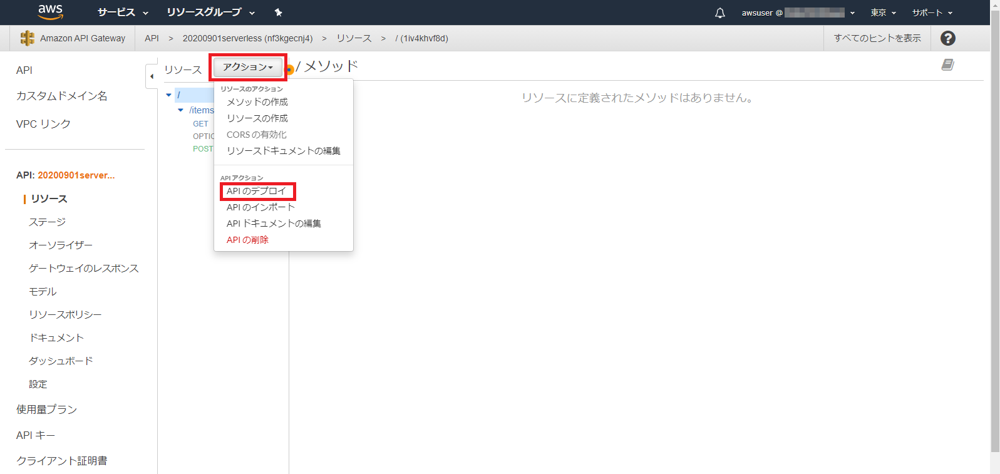 aws
サービス
リソースグループ
awsuser @
東京
サポート
Amazon API Gateway
API > 20200901serverless (nf3kgecnj4) > リソース > / (1iv4khvf8d)
すべてのヒントを表示
?
API
カスタムドメイン名
VPC リンク
API: 20200901server...
リソース
ステージ
オーソライザー
ゲートウェイのレスポンス
モデル
リソースポリシー
ドキュメント
ダッシュボード
設定
使用量プラン
API キー
クライアント証明書
リソース
アクション
/
/items
GET
OPTIO
POST
リソースのアクション
メソッドの作成
リソースの作成
CORS の有効化
リソースドキュメントの編集
API アクション
API のデプロイ
API のインポート
API ドキュメントの編集
API の削除
/ メソッド
リソースに定義されたメソッドはありません。